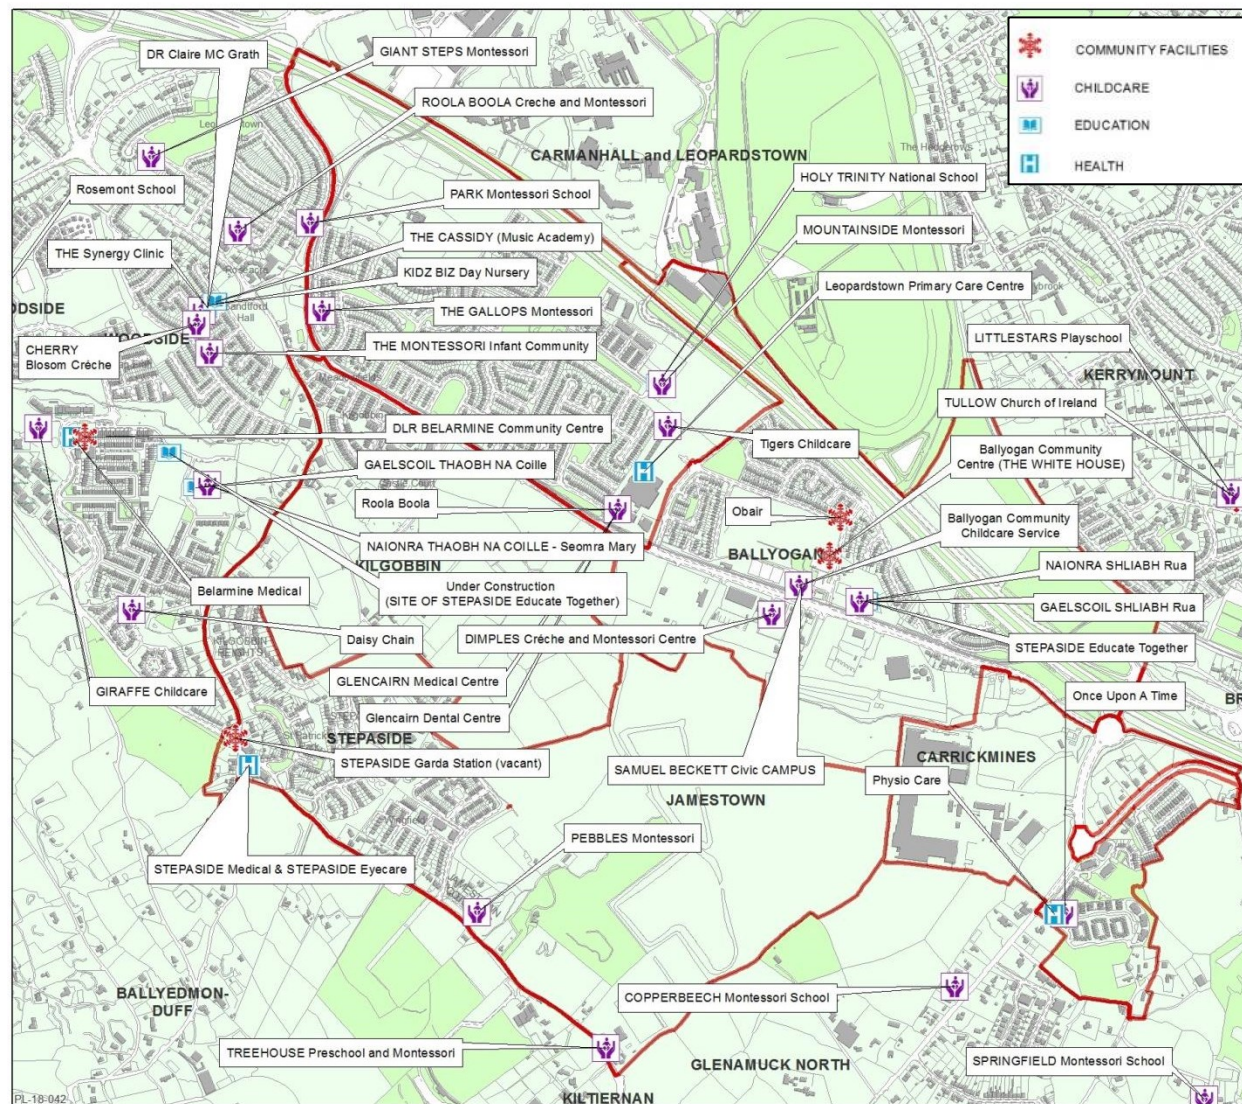 COMMUNITY FACILITIES
CHILDCARE
EDUCATION
HEALTH
DR Claire MC Grath
GIANT STEPS Montessori
ROOLA BOOLA Creche and Montessori
CARMANHALL and LEOPARDSTOWN
The Hedgerows
HOLY TRINITY National School
Rosemont School
PARK Montessori School
THE CASSIDY (Music Academy)
MOUNTAINSIDE Montessori
THE Synergy Clinic
KIDZ BIZ Day Nursery
Leopardstown Primary Care Centre
THE GALLOPS Montessori
LITTLESTARS Playschool
CHERRY
Blosom Créche
WOODSIDE
THE MONTESSORI Infant Community
KERRYMOUNT
TULLOW Church of Ireland
DLR BELARMINE Community Centre
Tigers Childcare
Ballyogan Community
Centre (THE WHITE HOUSE)
GAELSCOIL THAOBH NA Coille
Roola Boola
Obair
Ballyogan Community
Childcare Service
NAIONRA THAOBH NA COILLE - Seomra Mary
BALLYOGAN
KILGOBBIN
NAIONRA SHLIABH Rua
Belarmine Medical
Under Construction
(SITE OF STEPASIDE Educate Together)
GAELSCOIL SHLIABH Rua
Daisy Chain
DIMPLES Créche and Montessori Centre
STEPASIDE Educate Together
KILGOBBIN
HEIGHTS
GIRAFFE Childcare
GLENCAIRN Medical Centre
Once Upon A Time
Glencairn Dental Centre
STEPASIDE
STEPASIDE Garda Station (vacant)
SAMUEL BECKETT Civic CAMPUS
CARRICKMINES
Physio Care
JAMESTOWN
PEBBLES Montessori
STEPASIDE Medical & STEPASIDE Eyecare
BALLYEDMON-
DUFF
COPPERBEECH Montessori School
TREEHOUSE Preschool and Montessori
GLENAMUCK NORTH
SPRINGFIELD Montessori School
KILTIERNAN
PL-18-042